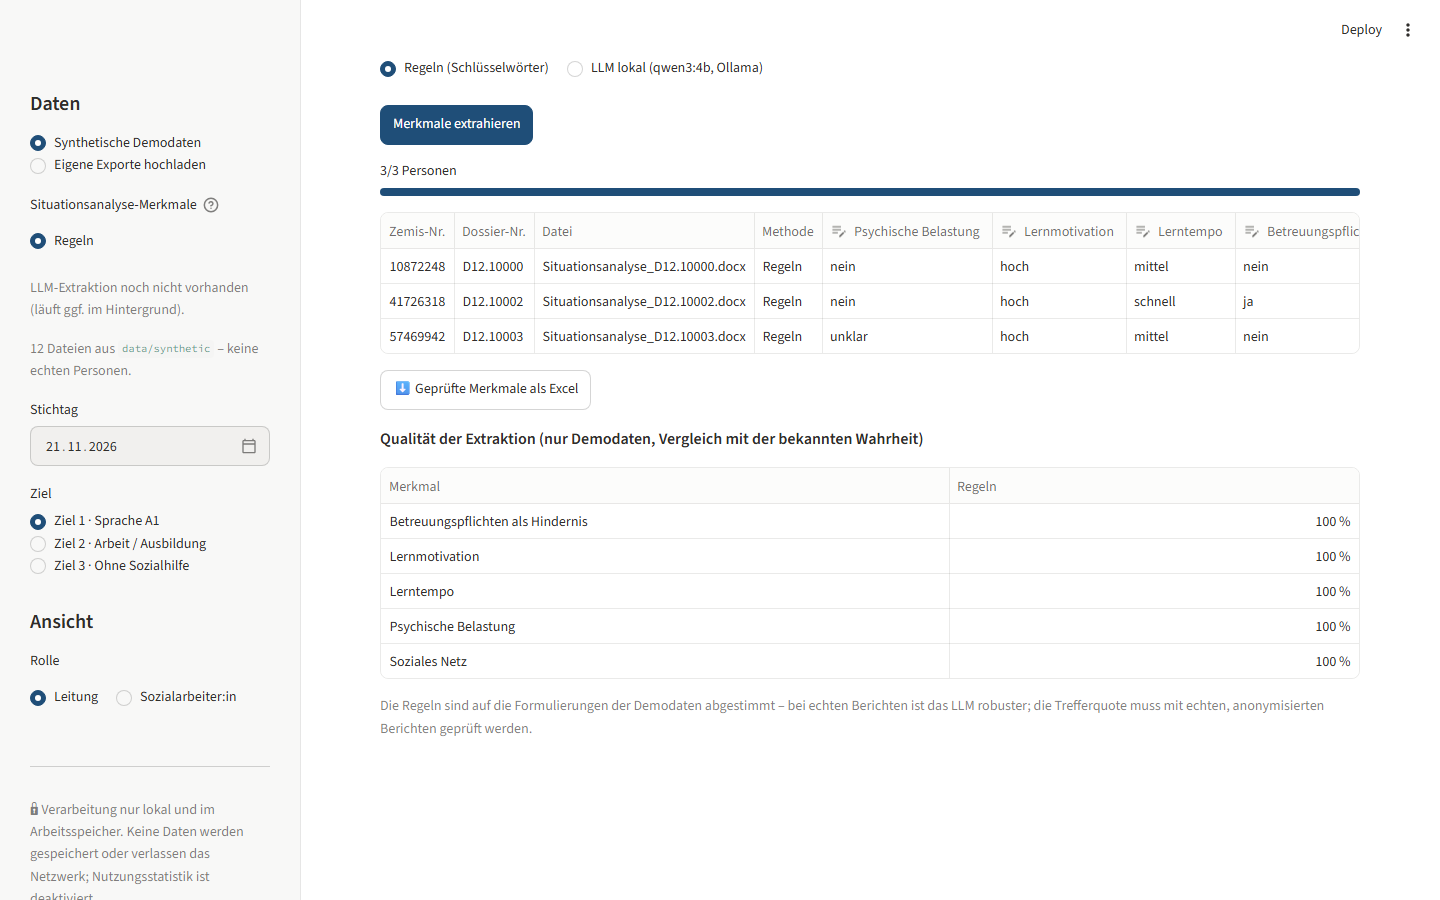 Deploy
Daten
Synthetische Demodaten
Eigene Exporte hochladen
Situationsanalyse-Merkmale
Regeln
LLM-Extraktion noch nicht vorhanden
(läuft ggf. im Hintergrund).
12 Dateien aus data/synthetic – keine
echten Personen.
Stichtag
21.11.2026
Ziel
Ziel 1 · Sprache A1
Ziel 2 · Arbeit / Ausbildung
Ziel 3 · Ohne Sozialhilfe
Ansicht
Rolle
Leitung Sozialarbeiter:in
Verarbeitung nur lokal und im
Arbeitsspeicher. Keine Daten werden
gespeichert oder verlassen das
Netzwerk; Nutzungsstatistik ist
deaktiviert
Regeln (Schlüsselwörter) LLM lokal (qwen3:4b, Ollama)
Merkmale extrahieren
3/3 Personen
Zemis-Nr. Dossier-Nr. Datei Methode Psychische Belastung Lernmotivation Lerntempo Betreuungspflic
10872248 D12.10000 Situationsanalyse_D12.10000.docx Regeln nein hoch mittel nein
41726318 D12.10002 Situationsanalyse_D12.10002.docx Regeln nein hoch schnell ja
57469942 D12.10003 Situationsanalyse_D12.10003.docx Regeln unklar hoch mittel nein
Geprüfte Merkmale als Excel
Qualität der Extraktion (nur Demodaten, Vergleich mit der bekannten Wahrheit)
Merkmal Regeln
Betreuungspflichten als Hindernis 100 %
Lernmotivation 100 %
Lerntempo 100 %
Psychische Belastung 100 %
Soziales Netz 100 %
Die Regeln sind auf die Formulierungen der Demodaten abgestimmt – bei echten Berichten ist das LLM robuster; die Trefferquote muss mit echten, anonymisierten
Berichten geprüft werden.